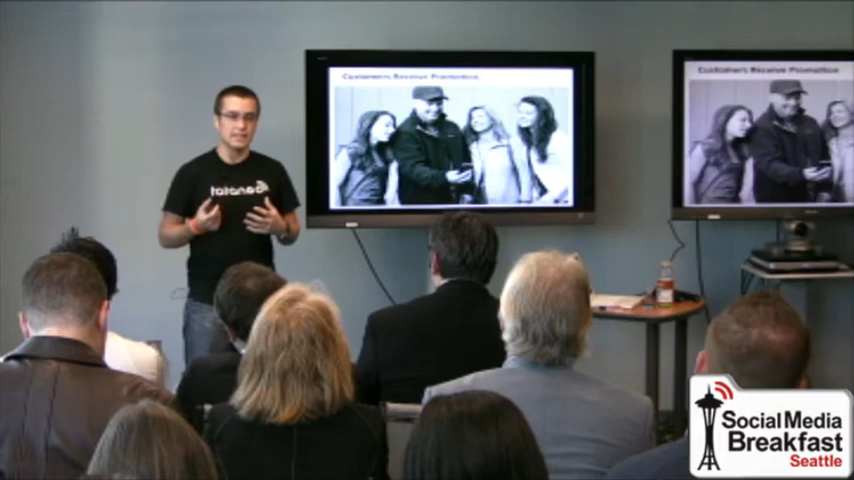 Customers Receive Promotion
Customers Receive Promotion
Social Media
Breakfast
Seattle